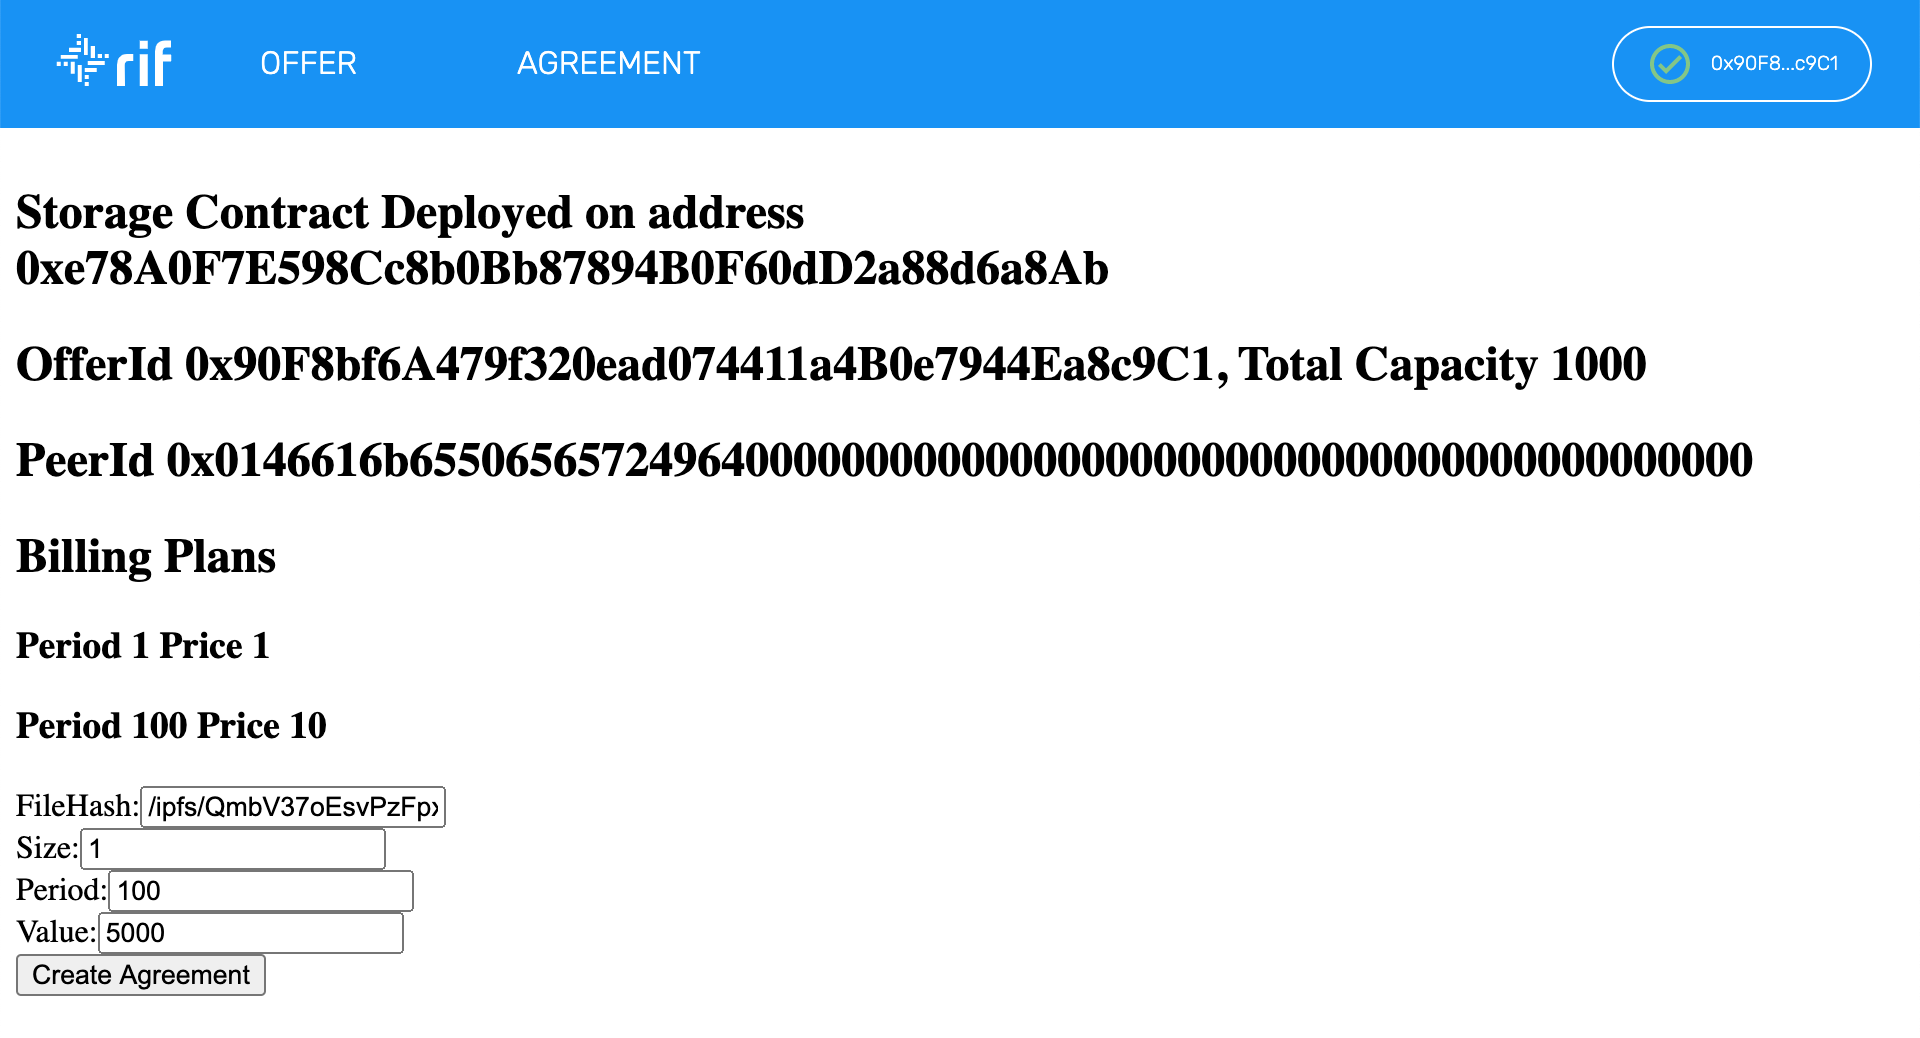 rif OFFER AGREEMENT 0x90F8...c9C1
Storage Contract Deployed on address
0xe78A0F7E598Cc8b0Bb87894B0F60dD2a88d6a8Ab
OfferId 0x90F8bf6A479f320ead074411a4B0e7944Ea8c9C1, Total Capacity 1000
PeerId 0x0146616b65506565724964000000000000000000000000000000000000000000
Billing Plans
Period 1 Price 1
Period 100 Price 10
FileHash: /ipfs/QmbV37oEsvPzFpx
Size: 1
Period: 100
Value: 5000
Create Agreement